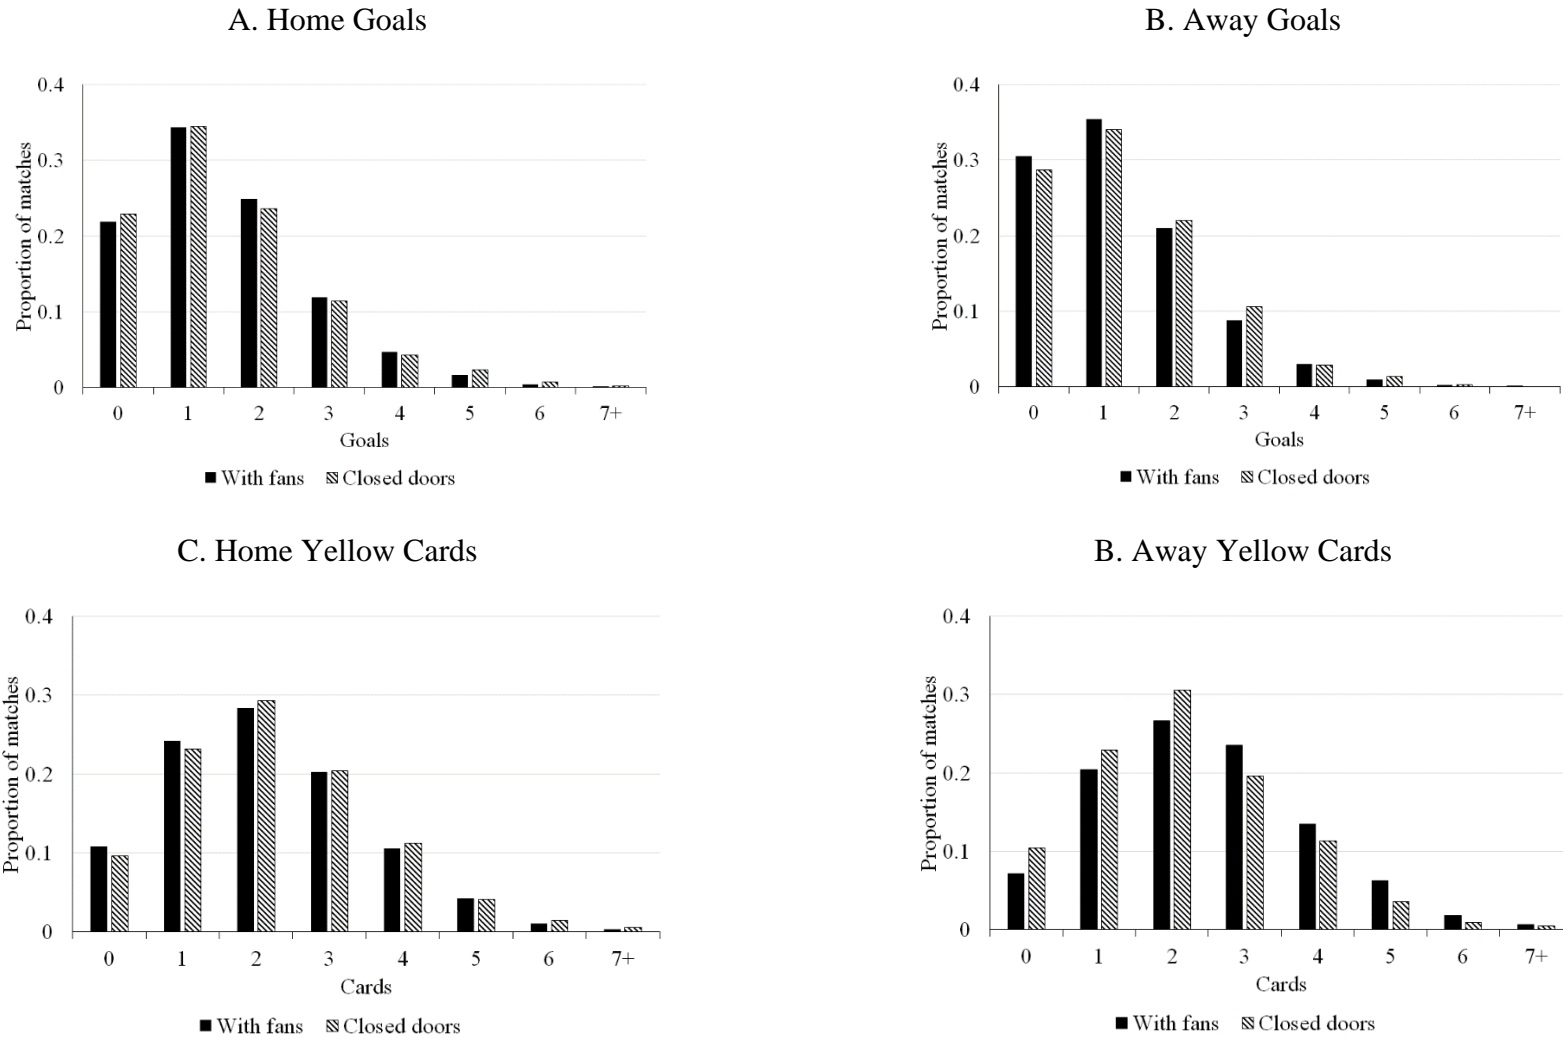 A. Home Goals
0.4
0.3
0.2
0.1
0
Proportion of matches
0 1 2 3 4 5 6 7+
Goals
With fans Closed doors
B. Away Goals
0.4
0.3
0.2
0.1
0
Proportion of matches
0 1 2 3 4 5 6 7+
Goals
With fans Closed doors
C. Home Yellow Cards
0.4
0.3
0.2
0.1
0
Proportion of matches
0 1 2 3 4 5 6 7+
Cards
With fans Closed doors
B. Away Yellow Cards
0.4
0.3
0.2
0.1
0
Proportion of matches
0 1 2 3 4 5 6 7+
Cards
With fans Closed doors